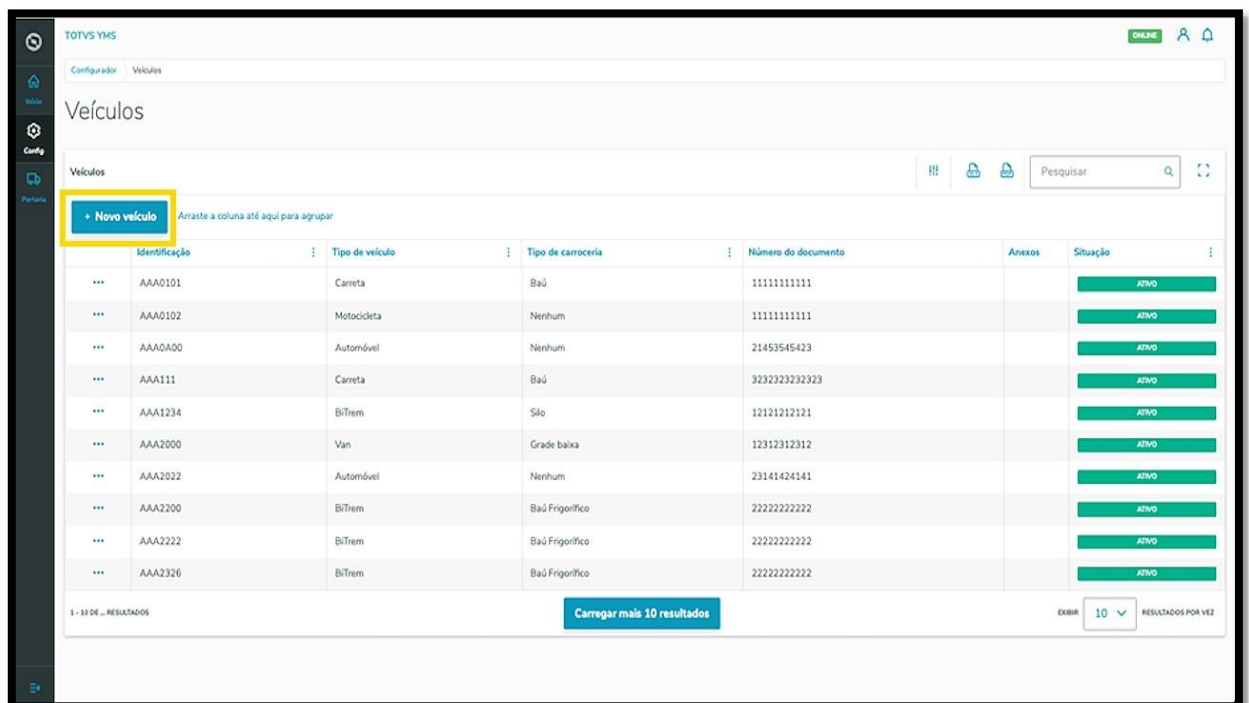 TOTVS YMS
ONLINE
Configurador Veículos
Início
Veículos
Config
Portaria
Veículos
Pesquisar
+ Novo veículo Arraste a coluna até aqui para agrupar
Identificação Tipo de veículo Tipo de carroceria Número do documento Anexos Situação
AAA0101 Carreta Baú 11111111111 ATIVO
AAA0102 Motocicleta Nenhum 11111111111 ATIVO
AAA0A00 Automóvel Nenhum 21453545423 ATIVO
AAA111 Carreta Baú 3232323232323 ATIVO
AAA1234 BiTrem Silo 12121212121 ATIVO
AAA2000 Van Grade baixa 12312312312 ATIVO
AAA2022 Automóvel Nenhum 23141424141 ATIVO
AAA2200 BiTrem Baú Frigorífico 22222222222 ATIVO
AAA2222 BiTrem Baú Frigorífico 22222222222 ATIVO
AAA2326 BiTrem Baú Frigorífico 22222222222 ATIVO
1 - 10 DE ... RESULTADOS Carregar mais 10 resultados EXIBIR 10 RESULTADOS POR VEZ